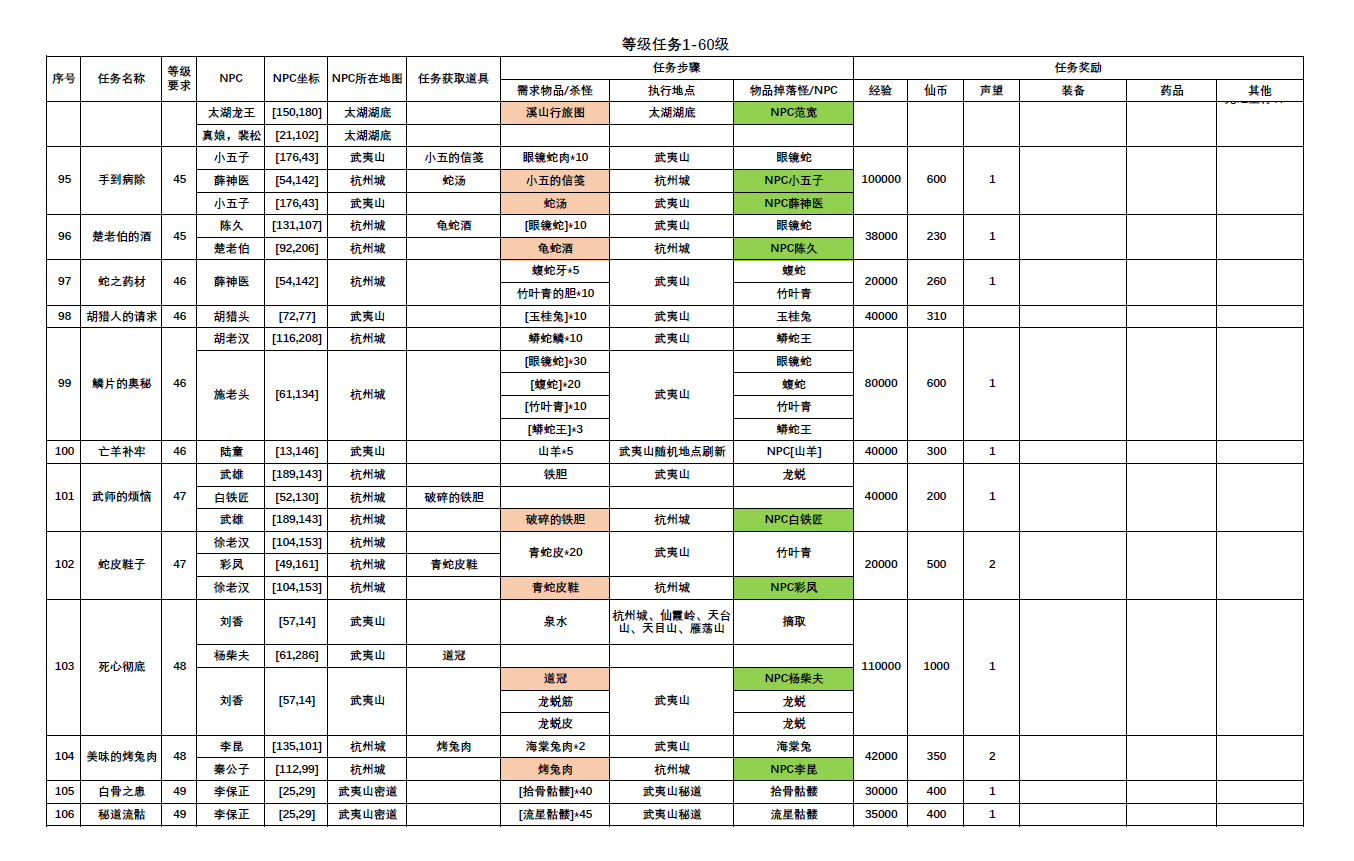 等级任务1-60级
序号 任务名称 等级要求 NPC NPC坐标 NPC所在地图 任务获取道具 任务步骤 任务奖励
需求物品/杀怪 执行地点 物品掉落怪/NPC 经验 仙币 声望 装备 药品 其他
太湖龙王 [150,180] 太湖湖底 溪山行旅图 太湖湖底 NPC范宽
真娘，裴松 [21,102] 太湖湖底
95 手到病除 45 小五子 [176,43] 武夷山 小五的信笺 眼镜蛇肉*10 武夷山 眼镜蛇 100000 600 1
薛神医 [54,142] 杭州城 蛇汤 小五的信笺 杭州城 NPC小五子
小五子 [176,43] 武夷山 蛇汤 武夷山 NPC薛神医
96 楚老伯的酒 45 陈久 [131,107] 杭州城 龟蛇酒 [眼镜蛇]*10 武夷山 眼镜蛇 38000 230 1
楚老伯 [92,206] 杭州城 龟蛇酒 杭州城 NPC陈久
97 蛇之药材 46 薛神医 [54,142] 杭州城 蝮蛇牙*5 武夷山 蝮蛇 20000 260 1
竹叶青的胆*10 竹叶青
98 胡猎人的请求 46 胡猎头 [72,77] 武夷山 [玉桂兔]*10 武夷山 玉桂兔 40000 310
99 鳞片的奥秘 46 胡老汉 [116,208] 杭州城 蟒蛇鳞*10 武夷山 蟒蛇王 80000 600 1
施老头 [61,134] 杭州城 [眼镜蛇]*30 武夷山 眼镜蛇
[蝮蛇]*20 蝮蛇
[竹叶青]*10 竹叶青
[蟒蛇王]*3 蟒蛇王
100 亡羊补牢 46 陆童 [13,146] 武夷山 山羊*5 武夷山随机地点刷新 NPC[山羊] 40000 300 1
101 武师的烦恼 47 武雄 [189,143] 杭州城 铁胆 武夷山 龙蜕 40000 200 1
白铁匠 [52,130] 杭州城 破碎的铁胆
武雄 [189,143] 杭州城 破碎的铁胆 杭州城 NPC白铁匠
102 蛇皮鞋子 47 徐老汉 [104,153] 杭州城 青蛇皮*20 武夷山 竹叶青 20000 500 2
彩凤 [49,161] 杭州城 青蛇皮鞋
徐老汉 [104,153] 杭州城 青蛇皮鞋 杭州城 NPC彩凤
103 死心彻底 48 刘香 [57,14] 武夷山 泉水 杭州城、仙霞岭、天台山、天目山、雁荡山 摘取 110000 1000 1
杨柴夫 [61,286] 武夷山 道冠
刘香 [57,14] 武夷山 道冠 武夷山 NPC杨柴夫
龙蜕筋 龙蜕
龙蜕皮 龙蜕
104 美味的烤兔肉 48 李昆 [135,101] 杭州城 烤兔肉 海棠兔肉*2 武夷山 海棠兔 42000 350 2
秦公子 [112,99] 杭州城 烤兔肉 杭州城 NPC李昆
105 白骨之患 49 李保正 [25,29] 武夷山密道 [拾骨骷髅]*40 武夷山秘道 拾骨骷髅 30000 400 1
106 秘道流骷 49 李保正 [25,29] 武夷山密道 [流星骷髅]*45 武夷山秘道 流星骷髅 35000 400 1